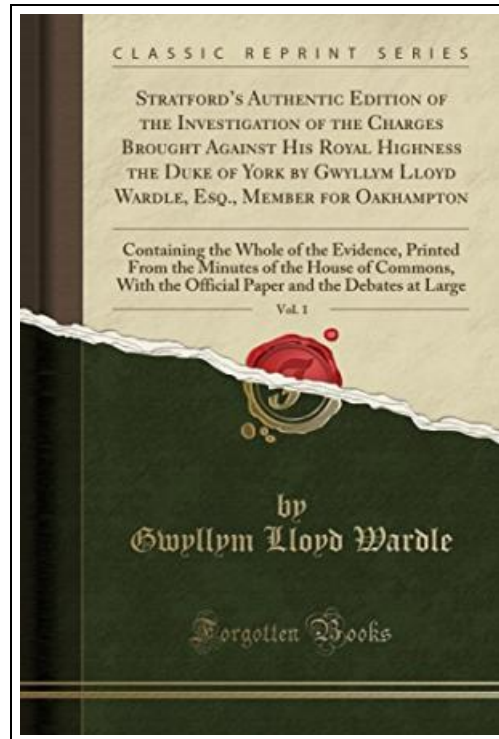 CLASSIC REPRINT SERIES
STRATFORD'S AUTHENTIC EDITION OF
THE INVESTIGATION OF THE CHARGES
BROUGHT AGAINST HIS ROYAL HIGHNESS
THE DUKE OF YORK BY GWYLLYM LLOYD
WARDLE, ESQ., MEMBER FOR OAKHAMPTON
Containing the Whole of the Evidence, Printed
From the Minutes of the House of Commons,
With the Official Paper and the Debates at Large
Vol. 1
by
Gwyllym Lloyd Wardle
Forgotten Books